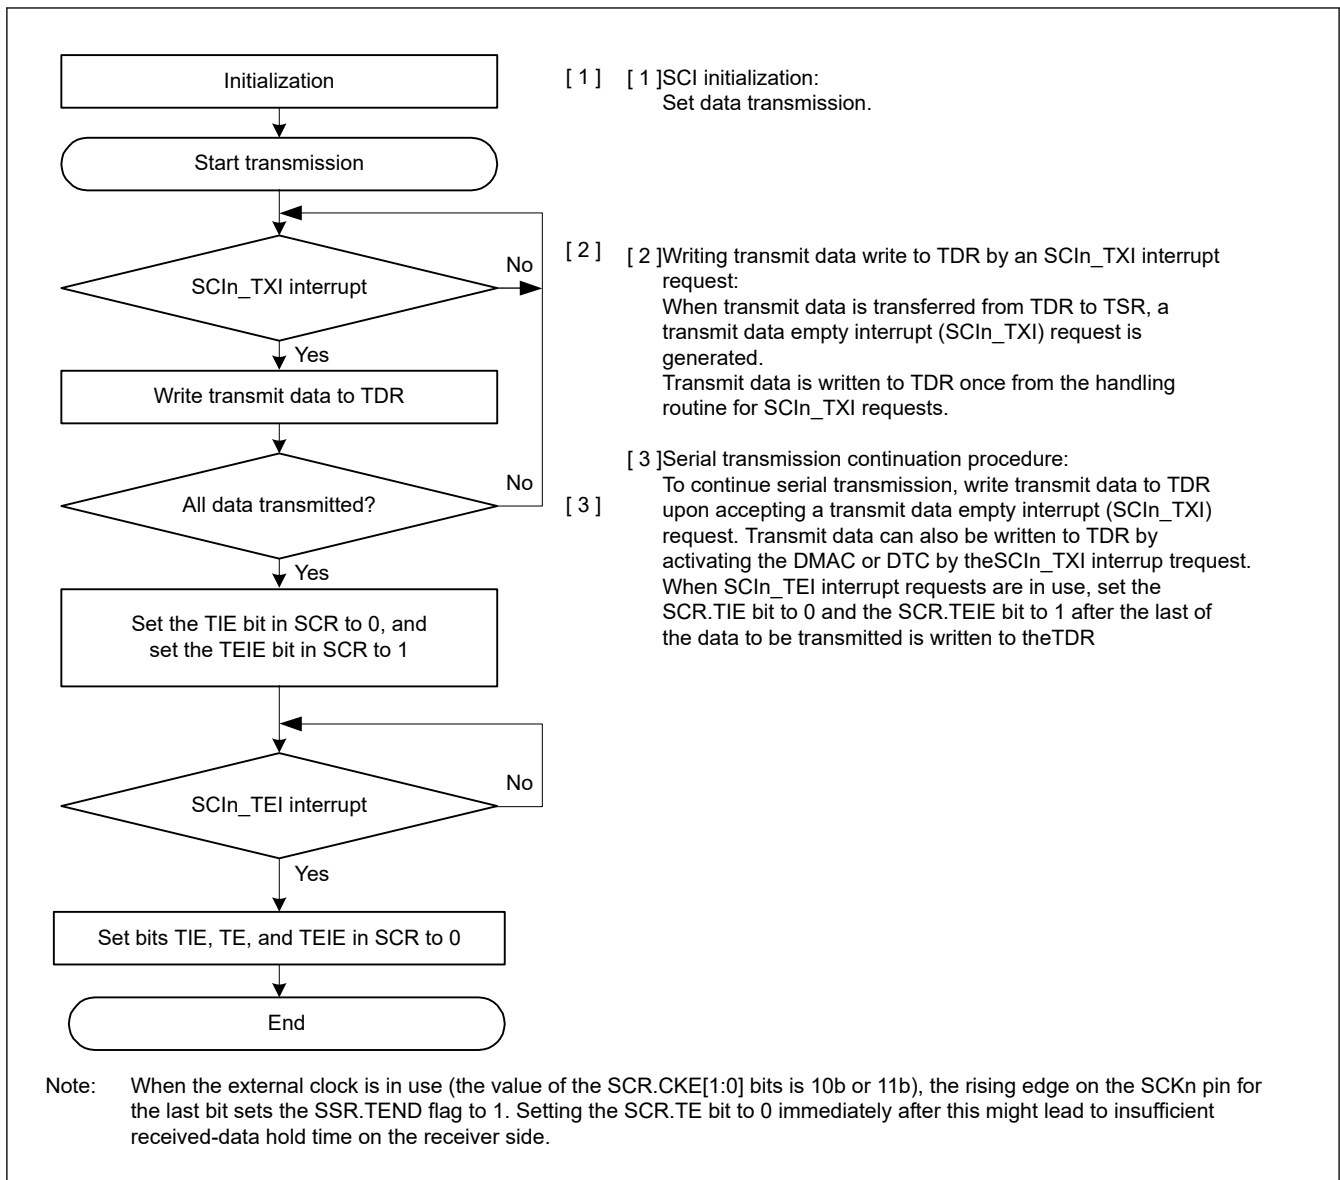 Initialization
[ 1 ]
[ 1 ]SCI initialization:
Set data transmission.
Start transmission
SCIn_TXI interrupt
No
[ 2 ]
[ 2 ]Writing transmit data write to TDR by an SCIn_TXI interrupt
request:
When transmit data is transferred from TDR to TSR, a
transmit data empty interrupt (SCIn_TXI) request is
generated.
Transmit data is written to TDR once from the handling
routine for SCIn_TXI requests.
Yes
Write transmit data to TDR
All data transmitted?
No
[ 3 ]
[ 3 ]Serial transmission continuation procedure:
To continue serial transmission, write transmit data to TDR
upon accepting a transmit data empty interrupt (SCIn_TXI)
request. Transmit data can also be written to TDR by
activating the DMAC or DTC by theSCIn_TXI interrup trequest.
When SCIn_TEI interrupt requests are in use, set the
SCR.TIE bit to 0 and the SCR.TEIE bit to 1 after the last of
the data to be transmitted is written to theTDR
Yes
Set the TIE bit in SCR to 0, and
set the TEIE bit in SCR to 1
SCIn_TEI interrupt
No
Yes
Set bits TIE, TE, and TEIE in SCR to 0
End
Note: When the external clock is in use (the value of the SCR.CKE[1:0] bits is 10b or 11b), the rising edge on the SCKn pin for
the last bit sets the SSR.TEND flag to 1. Setting the SCR.TE bit to 0 immediately after this might lead to insufficient
received-data hold time on the receiver side.